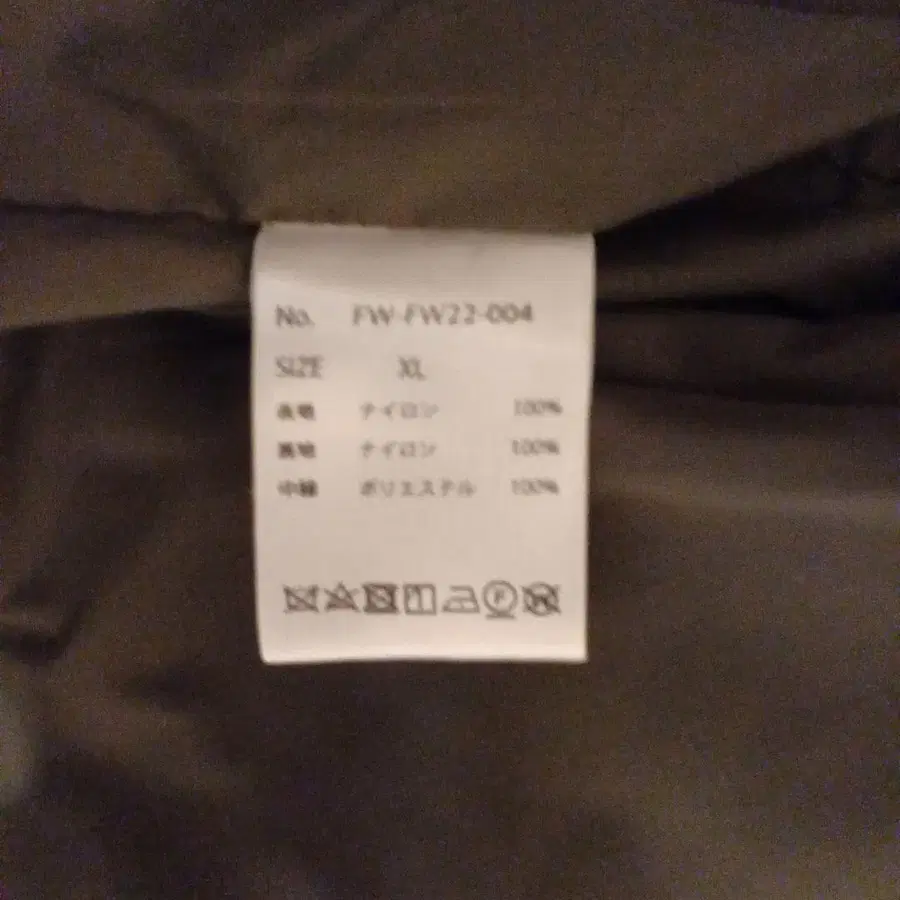 No. FW-FW22-004
SIZE XL
表地 ナイロン 100%
裏地 ナイロン 100%
中綿 ポリエステル 100%